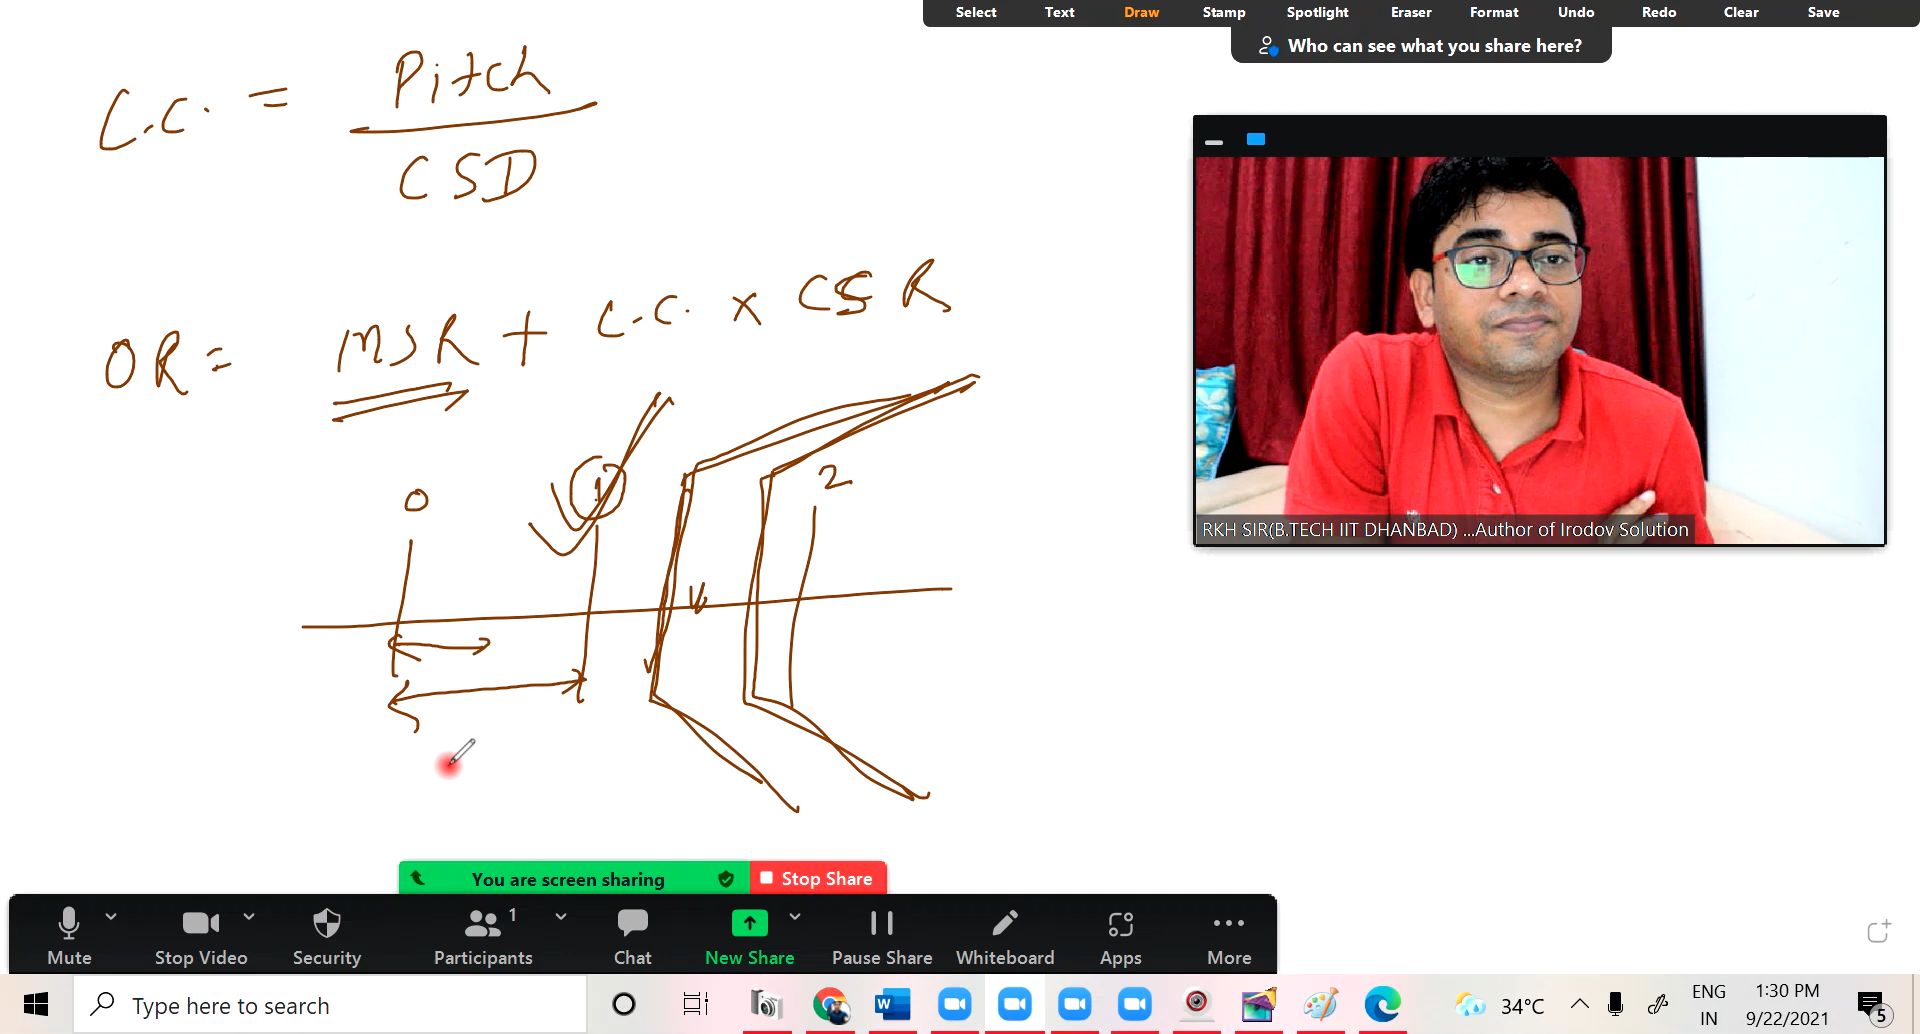 Select Text Draw Stamp Spotlight Eraser Format Undo Redo Clear Save
Who can see what you share here?
L.C. = Pitch
CSD
OR = MSR + L.C. x CSR
0 1 2
RKH SIR(B.TECH IIT DHANBAD) ...Author of Irodov Solution
You are screen sharing Stop Share
1
Mute Stop Video Security Participants Chat New Share Pause Share Whiteboard Apps More
Type here to search
W
34°C
ENG
IN
1:30 PM
9/22/2021
5